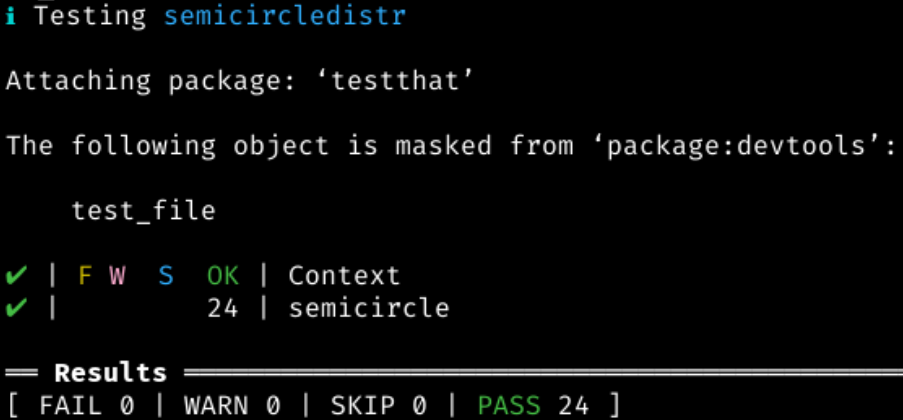 ℹ Testing semicircledistr
Attaching package: ‘testthat’
The following object is masked from ‘package:devtools’:
test_file
✔ | F W  S  OK | Context
✔ |         24 | semicircle
══ Results ═════════════════════════════════════════════
[ FAIL 0 | WARN 0 | SKIP 0 | PASS 24 ]